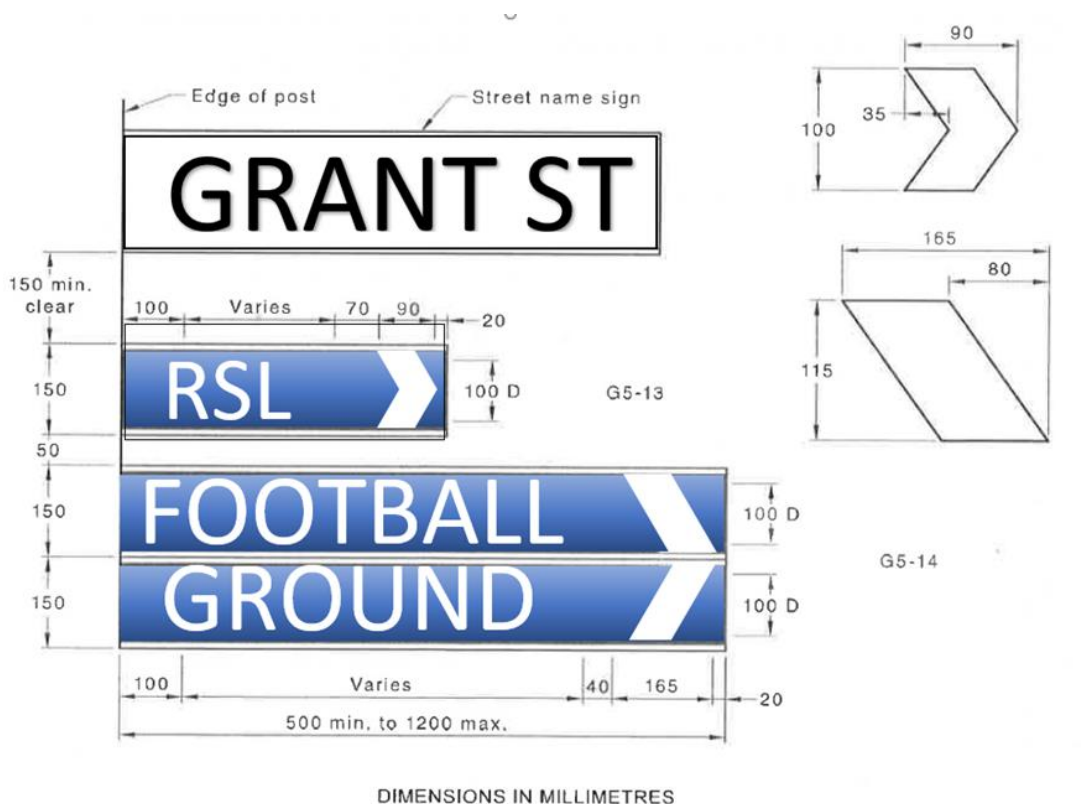 90
Edge of post
Street name sign
35
100
GRANT ST
165
80
150 min.
clear
100 Varies 70 90 20
115
150
RSL
100 D
G5-13
50
150
FOOTBALL
100 D
G5-14
150
GROUND
100 D
100 Varies 40 165 20
500 min. to 1200 max.
DIMENSIONS IN MILLIMETRES